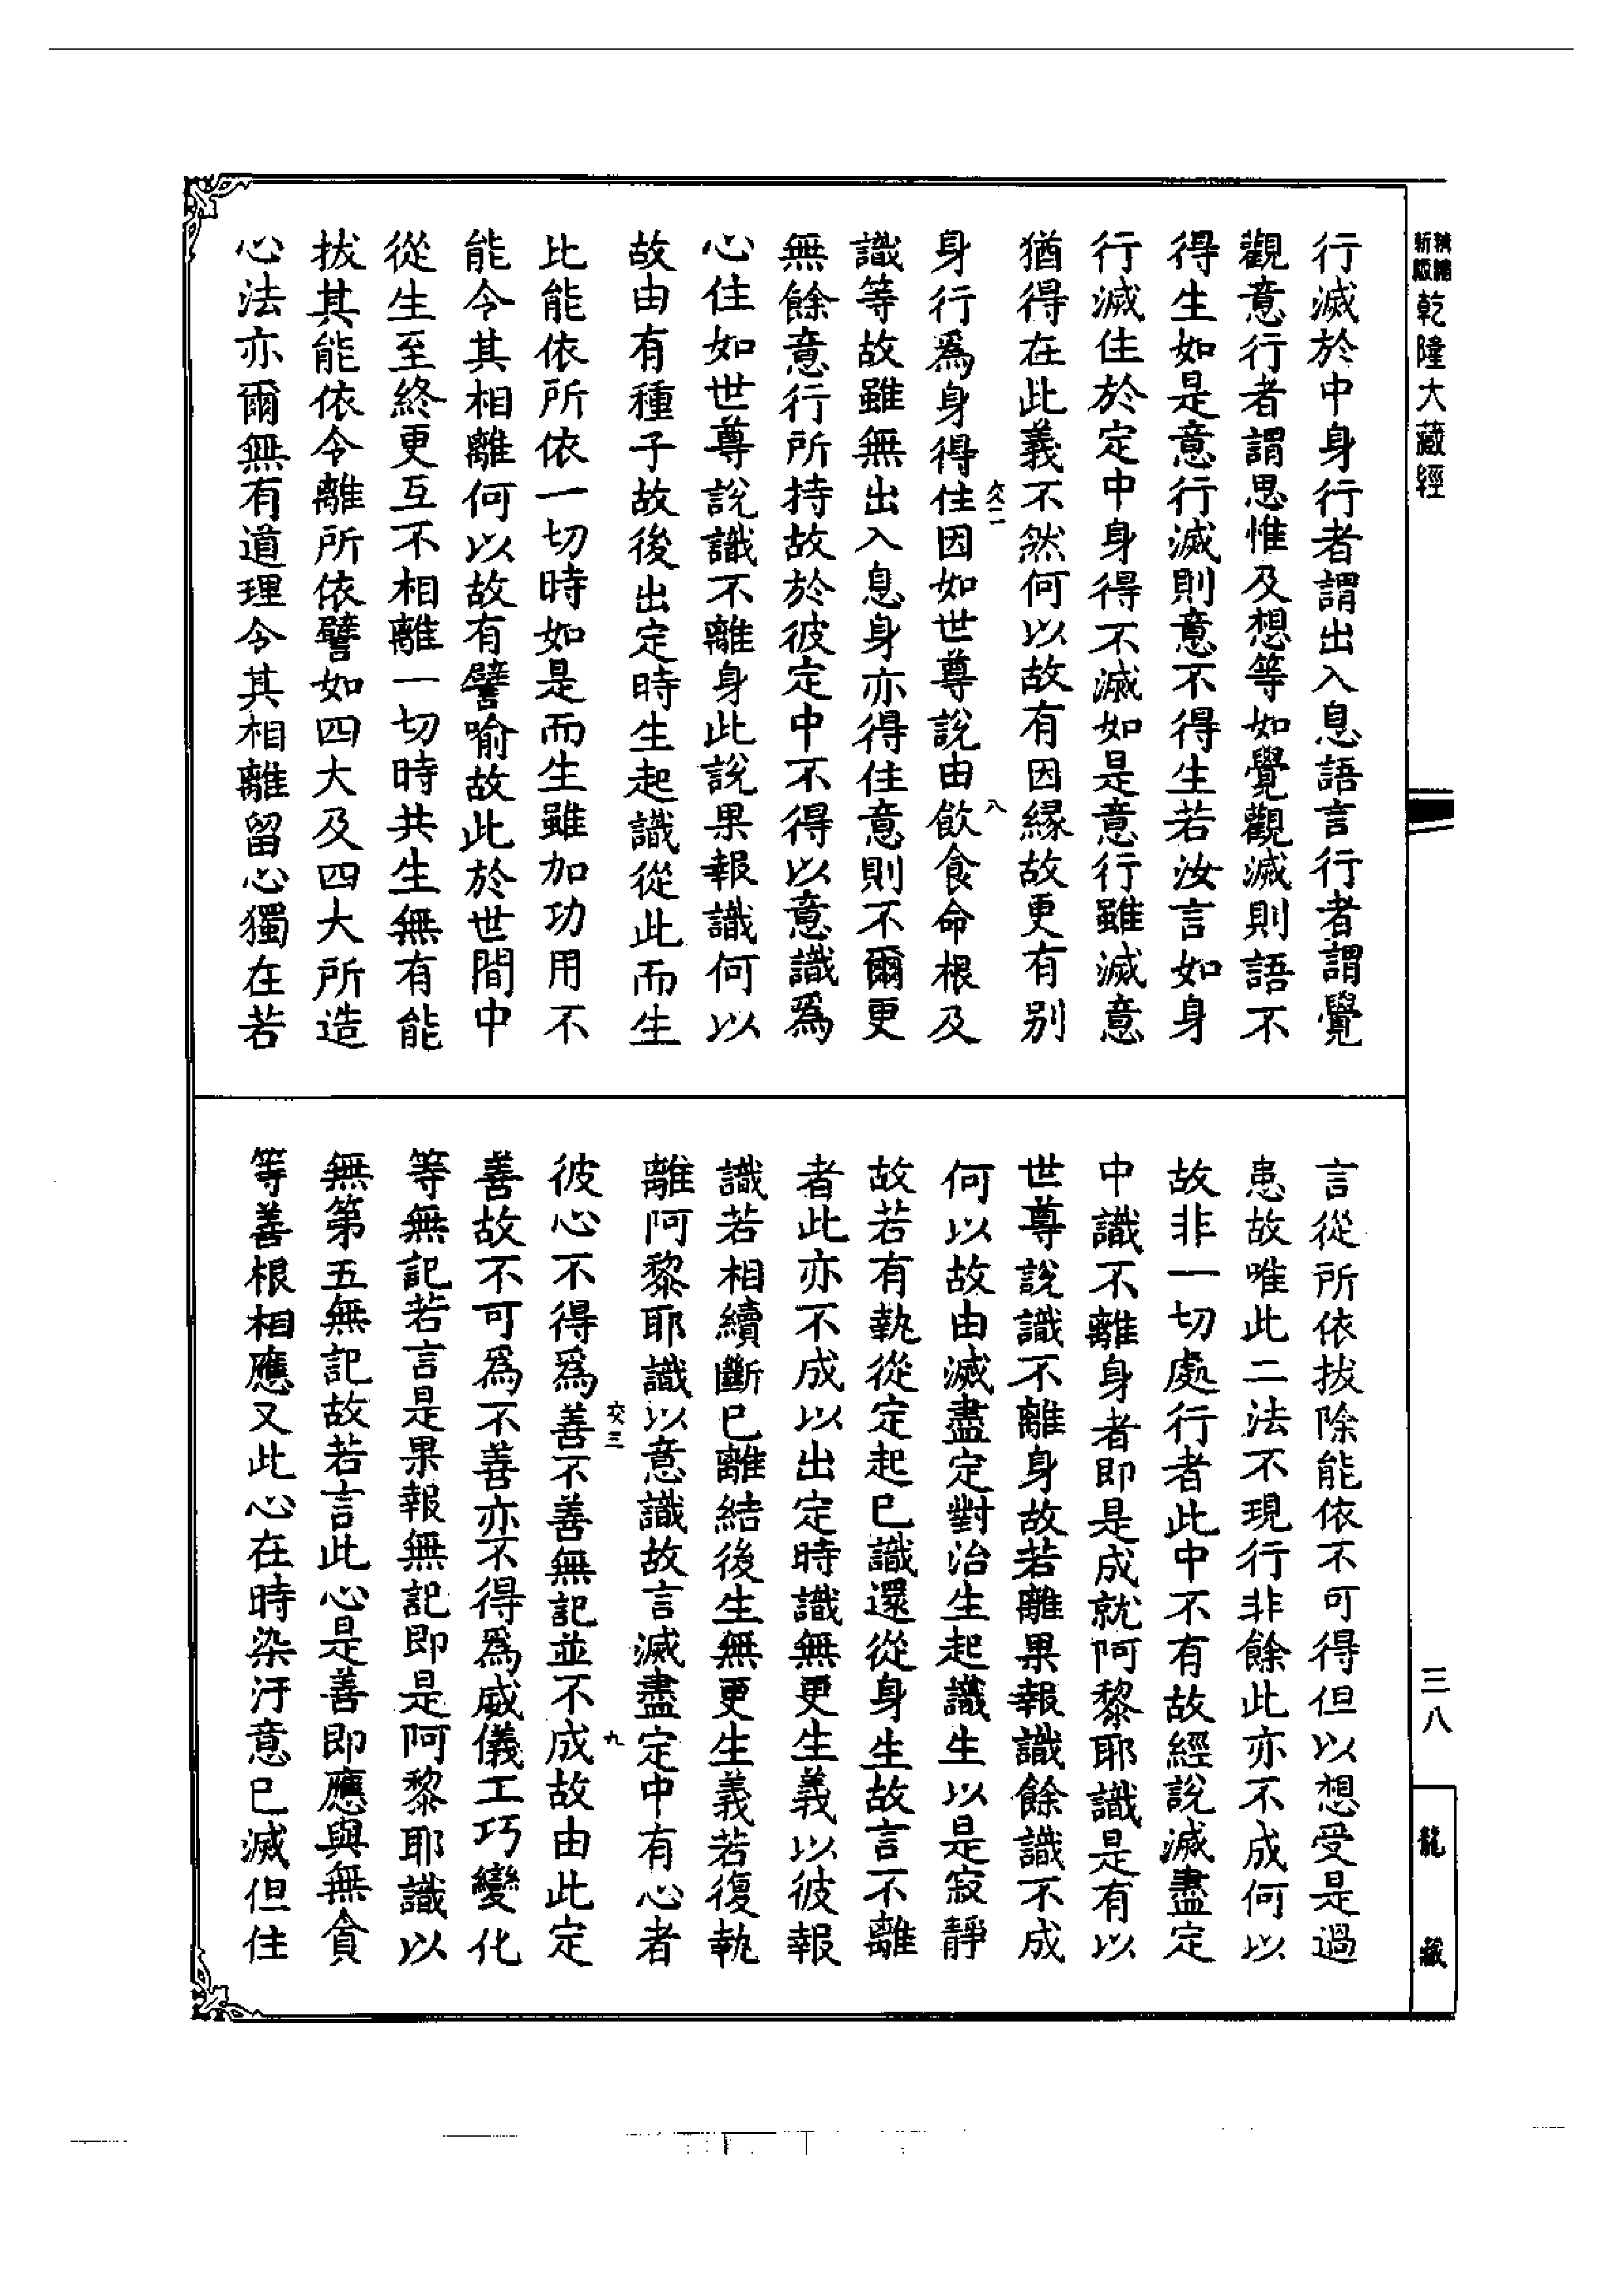 精縮
新版
乾隆大藏經
行滅於中身行者謂出入息語言行者謂覺
觀意行者謂思惟及想等如覺觀滅則語不
得生如是意行滅則意不得生若汝言如身
行滅住於定中身得不滅如是意行雖滅意
猶得在此義不然何以故有因緣故更有别
身行爲身得住因如世尊說由飲食命根及
交二
八
識等故雖無出入息身亦得住意則不爾更
無餘意行所持故於彼定中不得以意識爲
心住如世尊說識不離身此說果報識何以
故由有種子故後出定時生起識從此而生
比能依所依一切時如是而生雖加功用不
能令其相離何以故有譬喻故此於世間中
從生至終更互不相離一切時共生無有能
拔其能依令離所依譬如四大及四大所造
心法亦爾無有道理令其相離留心獨在若
言從所依拔除能依不可得但以想受是過
患故唯此二法不現行非餘此亦不成何以
故非一切處行者此中不有故經說滅盡定
中識不離身者即是成就阿黎耶識是有以
世尊說識不離身故若離果報識餘識不成
何以故由滅盡定對治生起識生以是寂靜
故若有執從定起已識還從身生故言不離
者此亦不成以出定時識無更生義以彼報
識若相續斷已離結後生無更生義若復執
離阿黎耶識以意識故言滅盡定中有心者
彼心不得爲善不善無記並不成故由此定
交三
九
善故不可爲不善亦不得爲威儀工巧變化
等無記若言是果報無記即是阿黎耶識以
無第五無記故若言此心是善即應與無貪
等善根相應又此心在時染汙意已滅但住
三八
龍藏